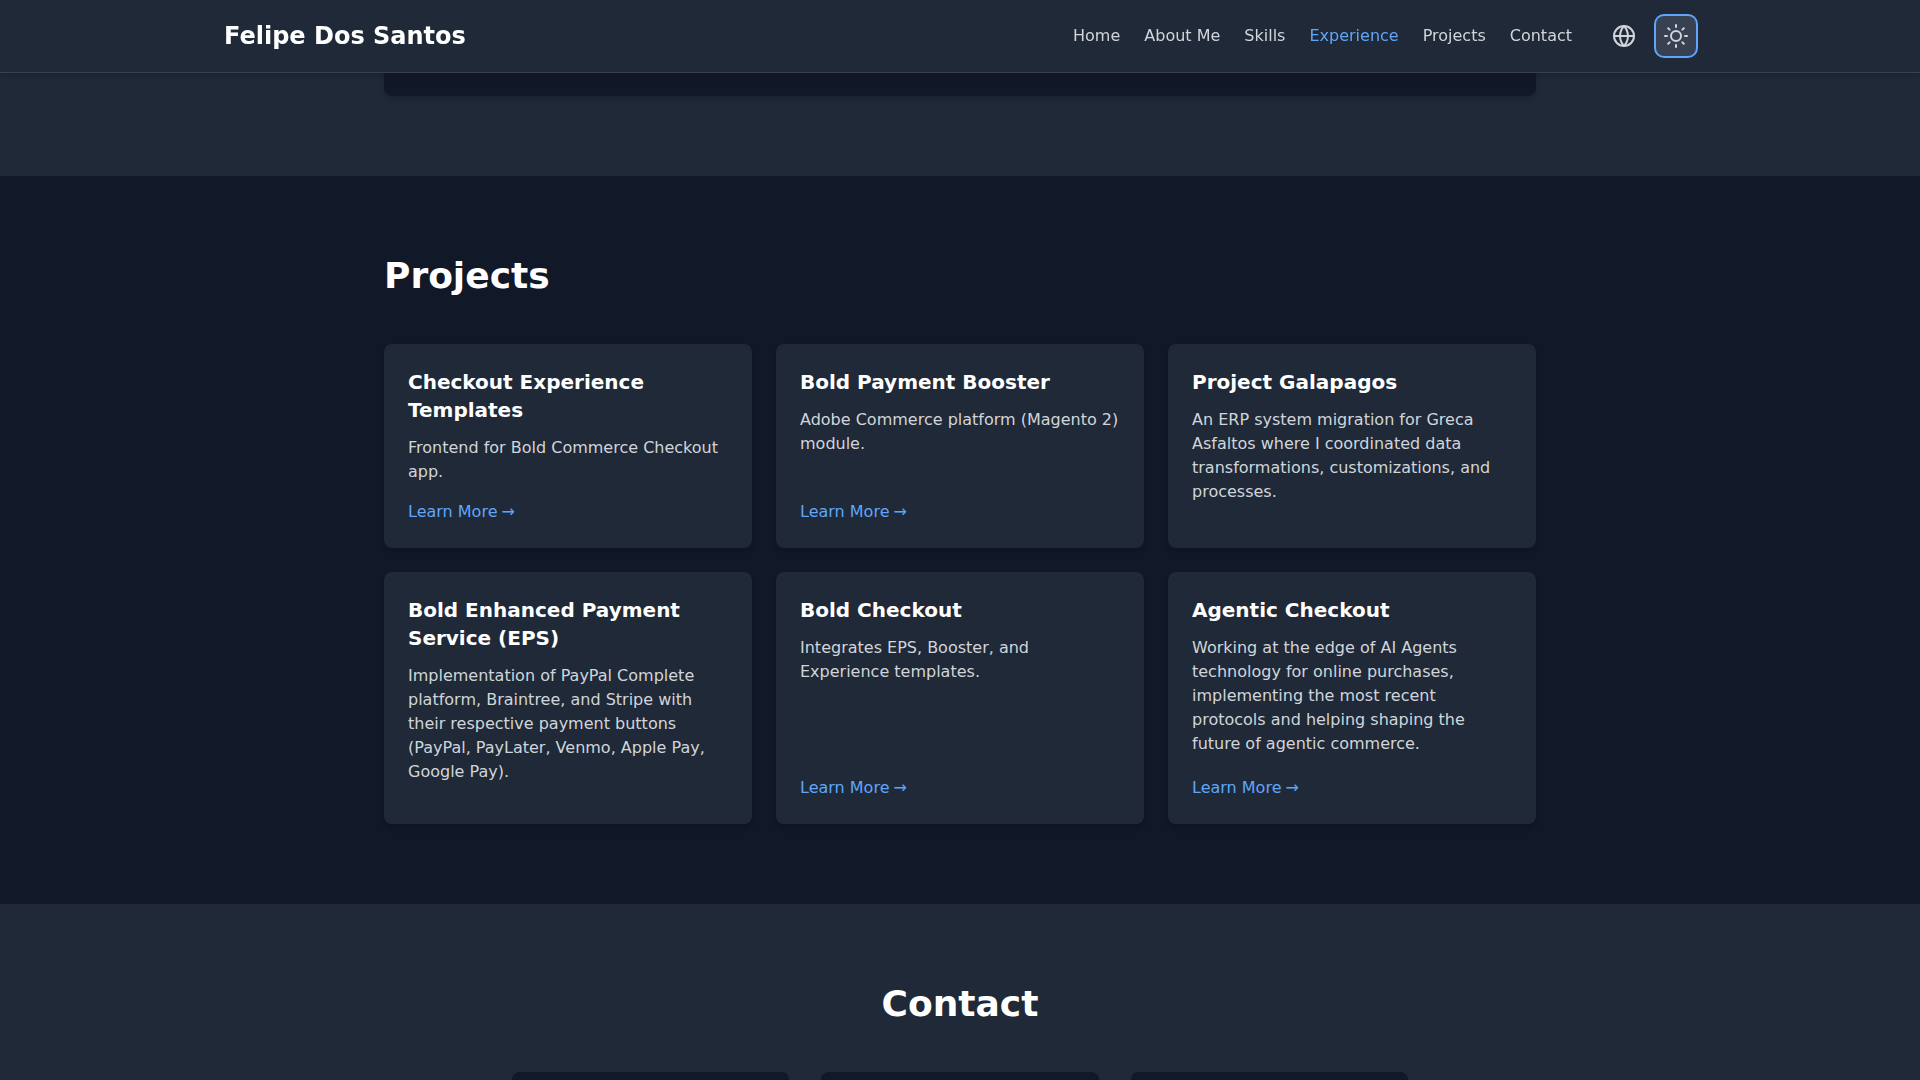 Felipe Dos Santos
Home
About Me
Skills
Experience
Projects
Contact
Projects
Checkout Experience
Templates
Frontend for Bold Commerce Checkout
app.
Learn More →
Bold Payment Booster
Adobe Commerce platform (Magento 2)
module.
Learn More →
Project Galapagos
An ERP system migration for Greca
Asfaltos where I coordinated data
transformations, customizations, and
processes.
Bold Enhanced Payment
Service (EPS)
Implementation of PayPal Complete
platform, Braintree, and Stripe with
their respective payment buttons
(PayPal, PayLater, Venmo, Apple Pay,
Google Pay).
Bold Checkout
Integrates EPS, Booster, and
Experience templates.
Learn More →
Agentic Checkout
Working at the edge of AI Agents
technology for online purchases,
implementing the most recent
protocols and helping shaping the
future of agentic commerce.
Learn More →
Contact